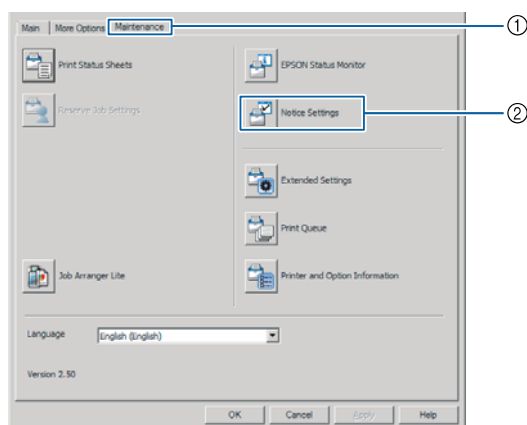 Main More Options Maintenance
①
Print Status Sheets
EPSON Status Monitor
Reserve Job Settings
Notice Settings
②
Extended Settings
Print Queue
Job Arranger Lite
Printer and Option Information
Language English (English)
Version 2.50
OK Cancel Apply Help